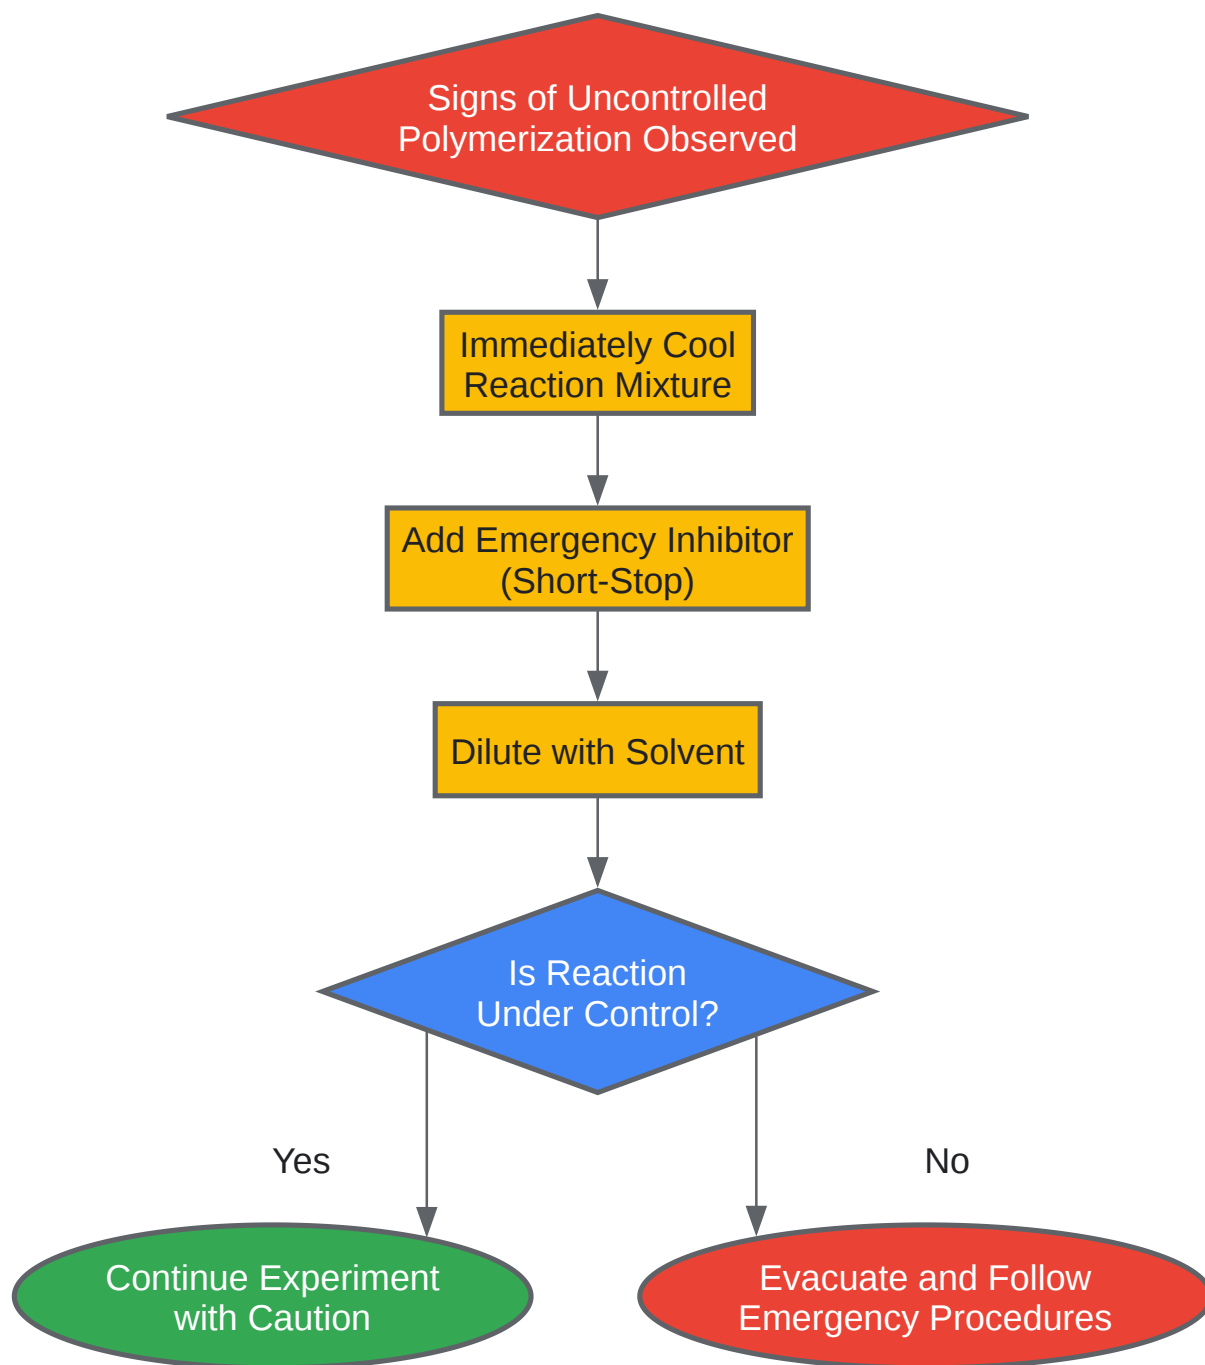 Signs of Uncontrolled
Polymerization Observed
Immediately Cool
Reaction Mixture
Add Emergency Inhibitor
(Short-Stop)
Dilute with Solvent
Is Reaction
Under Control?
Yes
No
Continue Experiment
with Caution
Evacuate and Follow
Emergency Procedures